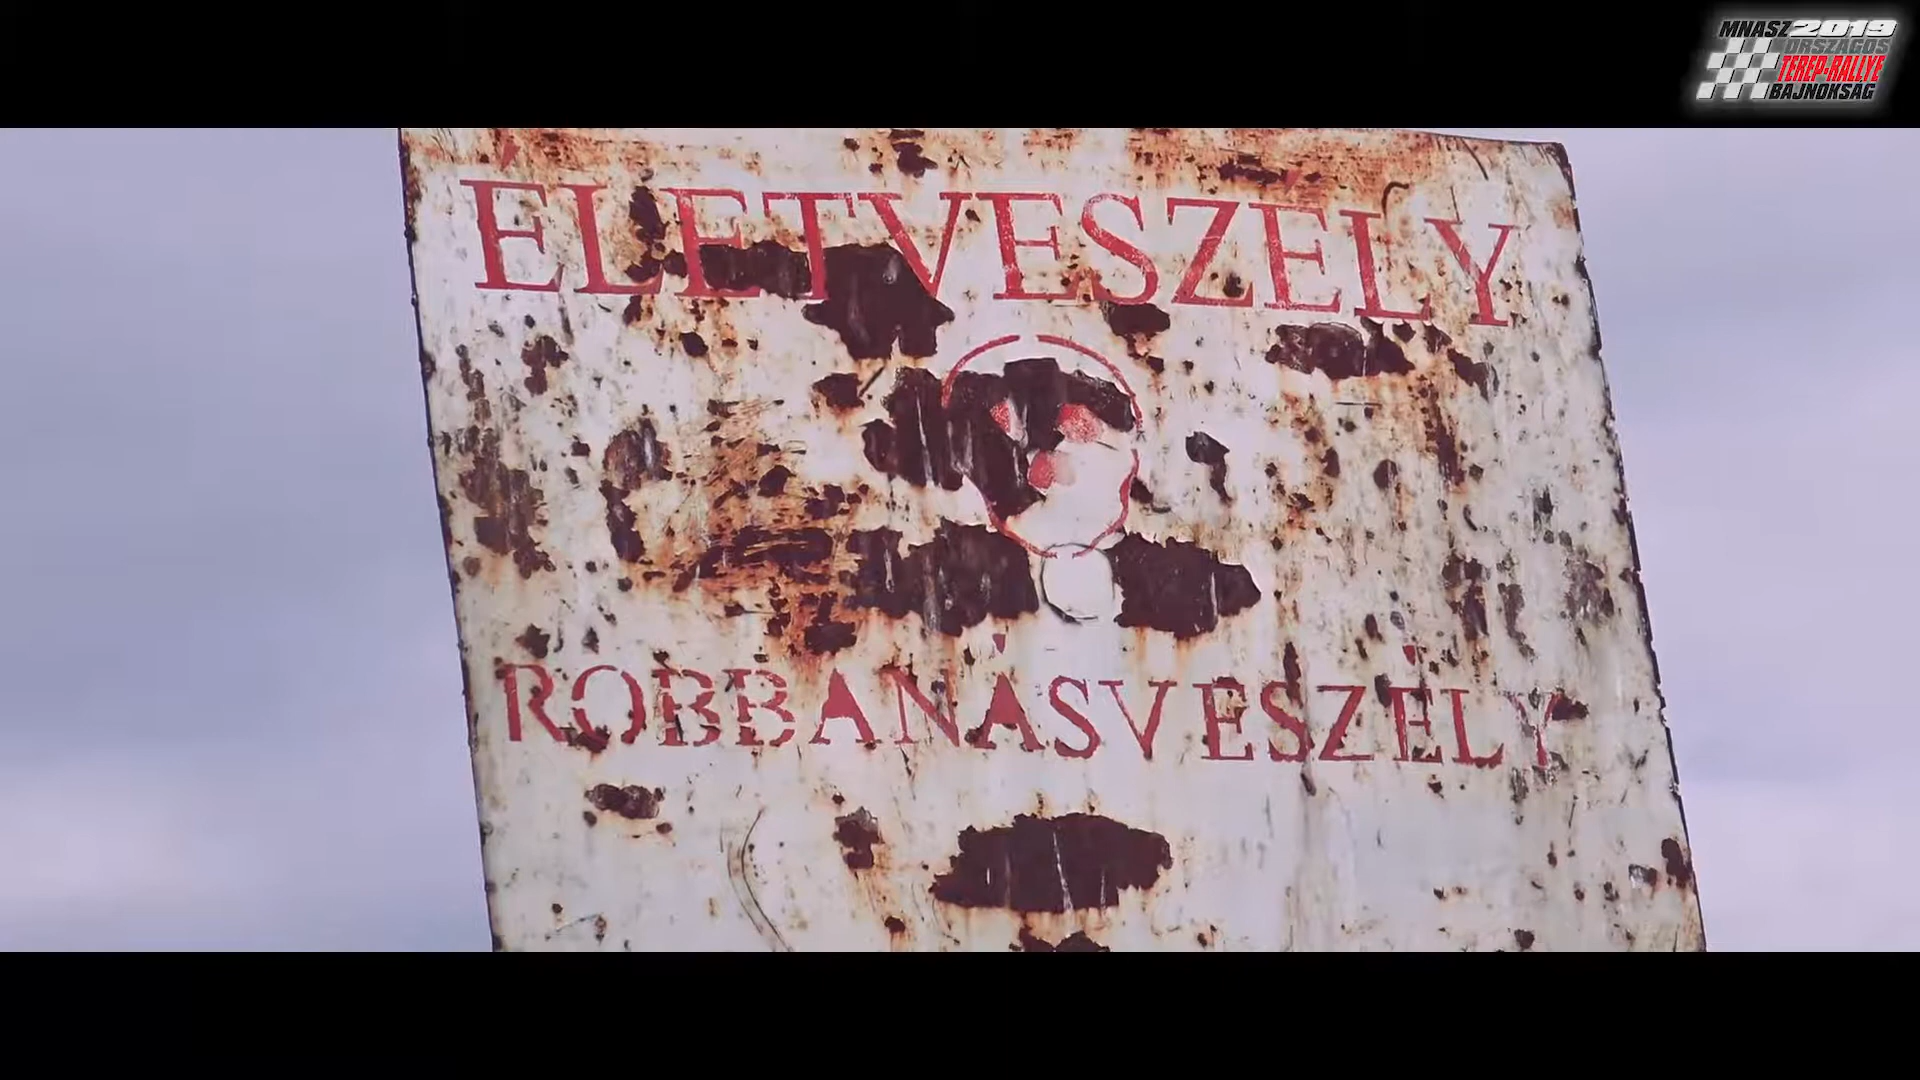 MNASZ 2019
ORSZÁGOS
TEREP-RALLYE
BAJNOKSÁG
ÉLETVESZÉLY
ROBBANÁSVESZÉLY